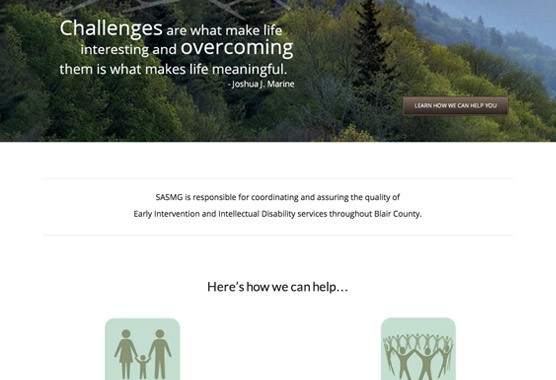 Challenges are what make life
interesting and overcoming
them is what makes life meaningful.
- Joshua J. Marine
LEARN HOW WE CAN HELP YOU
SASMG is responsible for coordinating and assuring the quality of
Early Intervention and Intellectual Disability services throughout Blair County.
Here's how we can help…